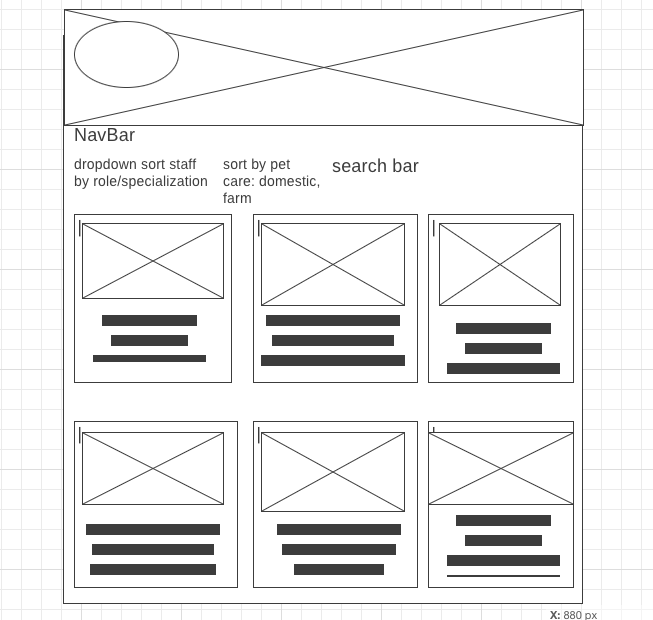 NavBar
dropdown sort staff
by role/specialization
sort by pet
care: domestic,
farm
search bar
X: 880 px